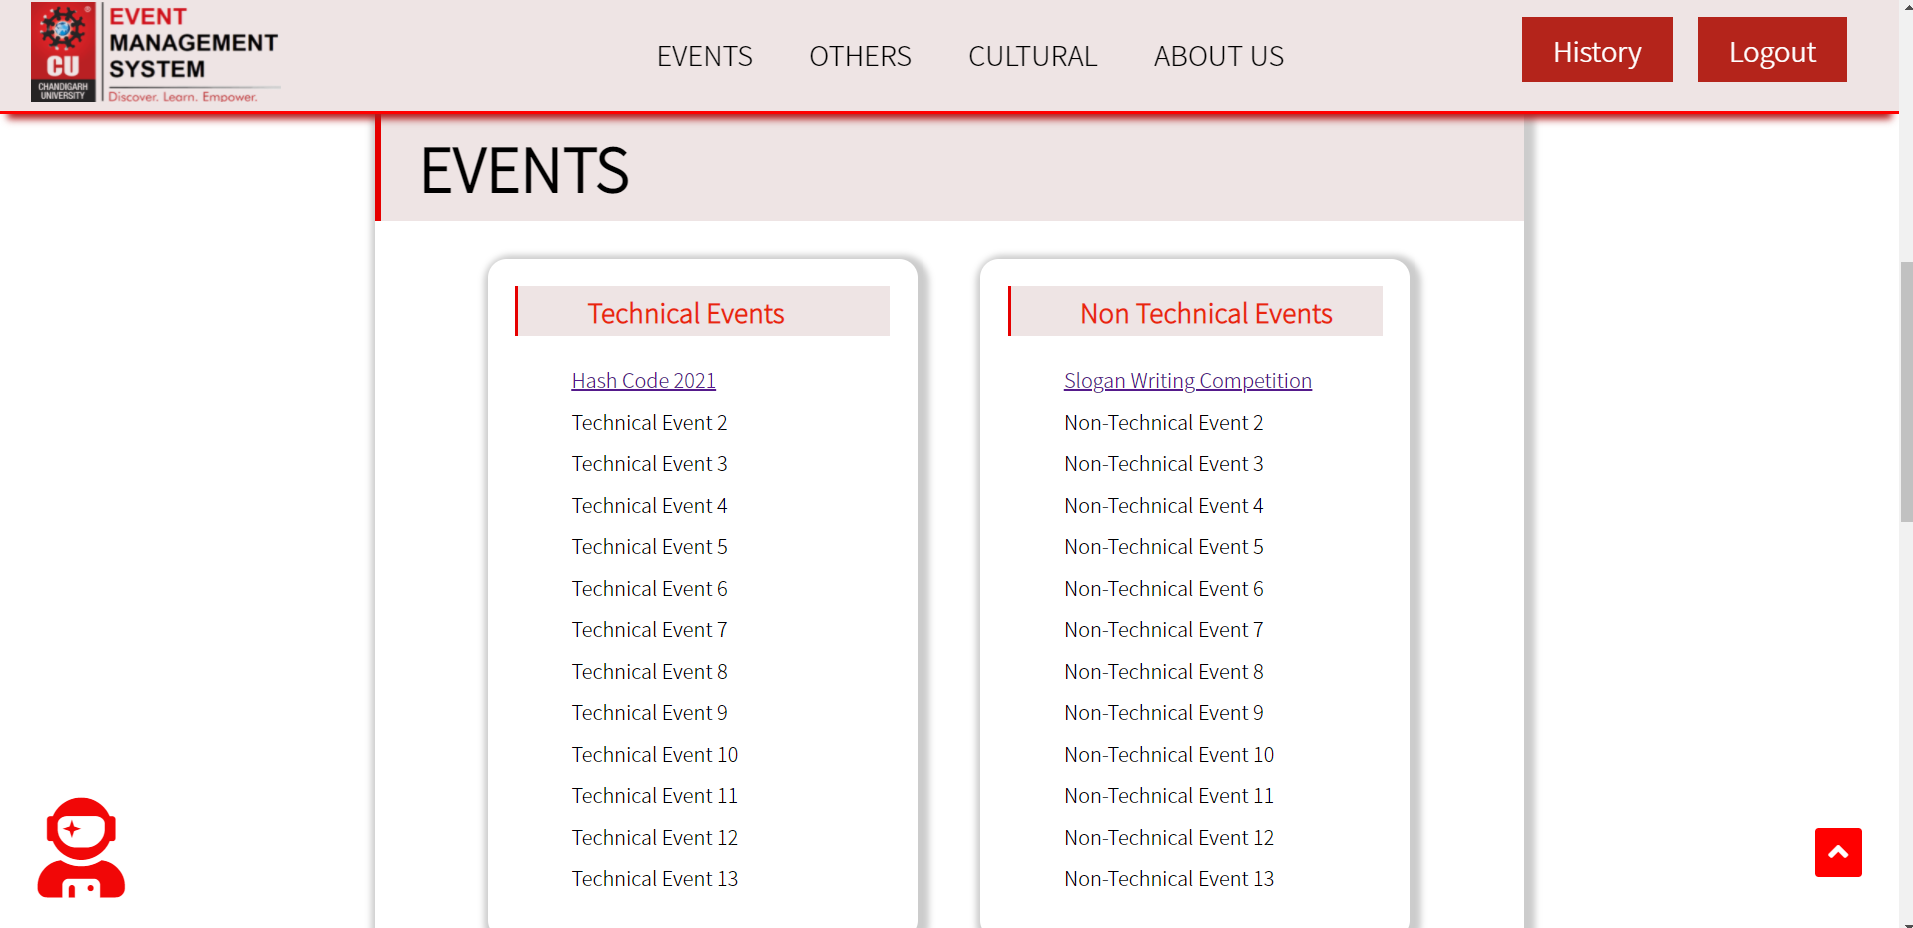 EVENT
MANAGEMENT
SYSTEM
CU
CHANDIGARH
UNIVERSITY
Discover. Learn. Empower.
EVENTS OTHERS CULTURAL ABOUT US
History Logout
EVENTS
Technical Events
Hash Code 2021
Technical Event 2
Technical Event 3
Technical Event 4
Technical Event 5
Technical Event 6
Technical Event 7
Technical Event 8
Technical Event 9
Technical Event 10
Technical Event 11
Technical Event 12
Technical Event 13
Non Technical Events
Slogan Writing Competition
Non-Technical Event 2
Non-Technical Event 3
Non-Technical Event 4
Non-Technical Event 5
Non-Technical Event 6
Non-Technical Event 7
Non-Technical Event 8
Non-Technical Event 9
Non-Technical Event 10
Non-Technical Event 11
Non-Technical Event 12
Non-Technical Event 13